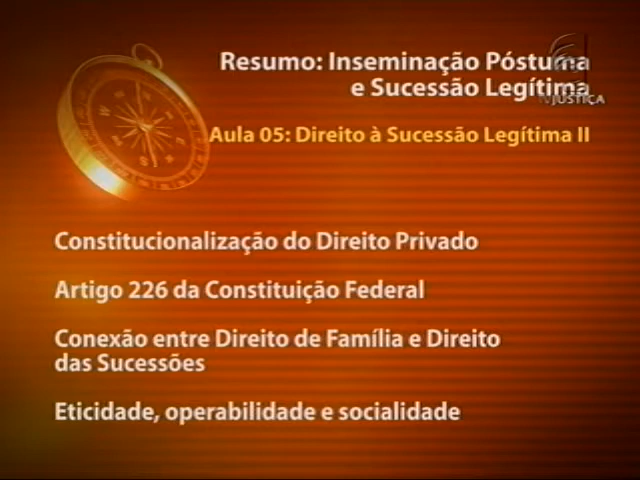 Resumo: Inseminação Póstuma
e Sucessão Legítima
JUSTIÇA
Aula 05: Direito à Sucessão Legítima II
Constitucionalização do Direito Privado
Artigo 226 da Constituição Federal
Conexão entre Direito de Família e Direito
das Sucessões
Eticidade, operabilidade e socialidade